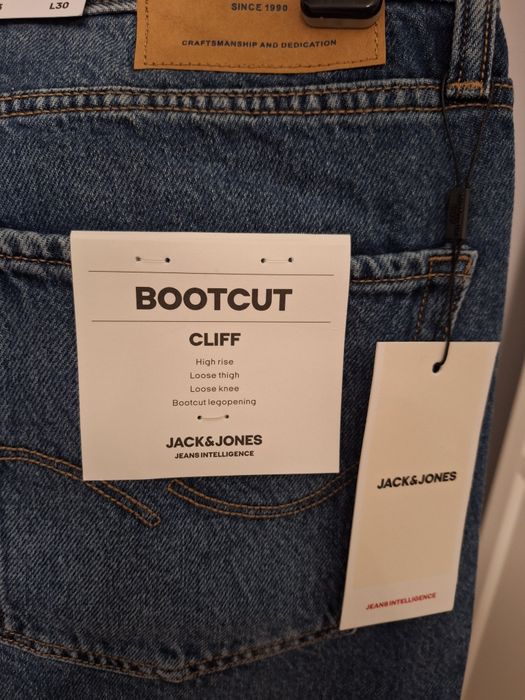 L30
SINCE 1990
CRAFTSMANSHIP AND DEDICATION
BOOTCUT
CLIFF
High rise
Loose thigh
Loose knee
Bootcut legopening
JACK&JONES
JEANS INTELLIGENCE
JACK&JONES
JEANS INTELLIGENCE